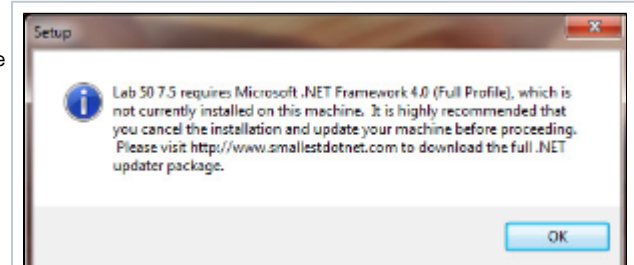 Setup
Lab 50 7.5 requires Microsoft .NET Framework 4.0 (Full Profile), which is
not currently installed on this machine. It is highly recommended that
you cancel the installation and update your machine before proceeding.
Please visit http://www.smallestdotnet.com to download the full .NET
updater package.
OK